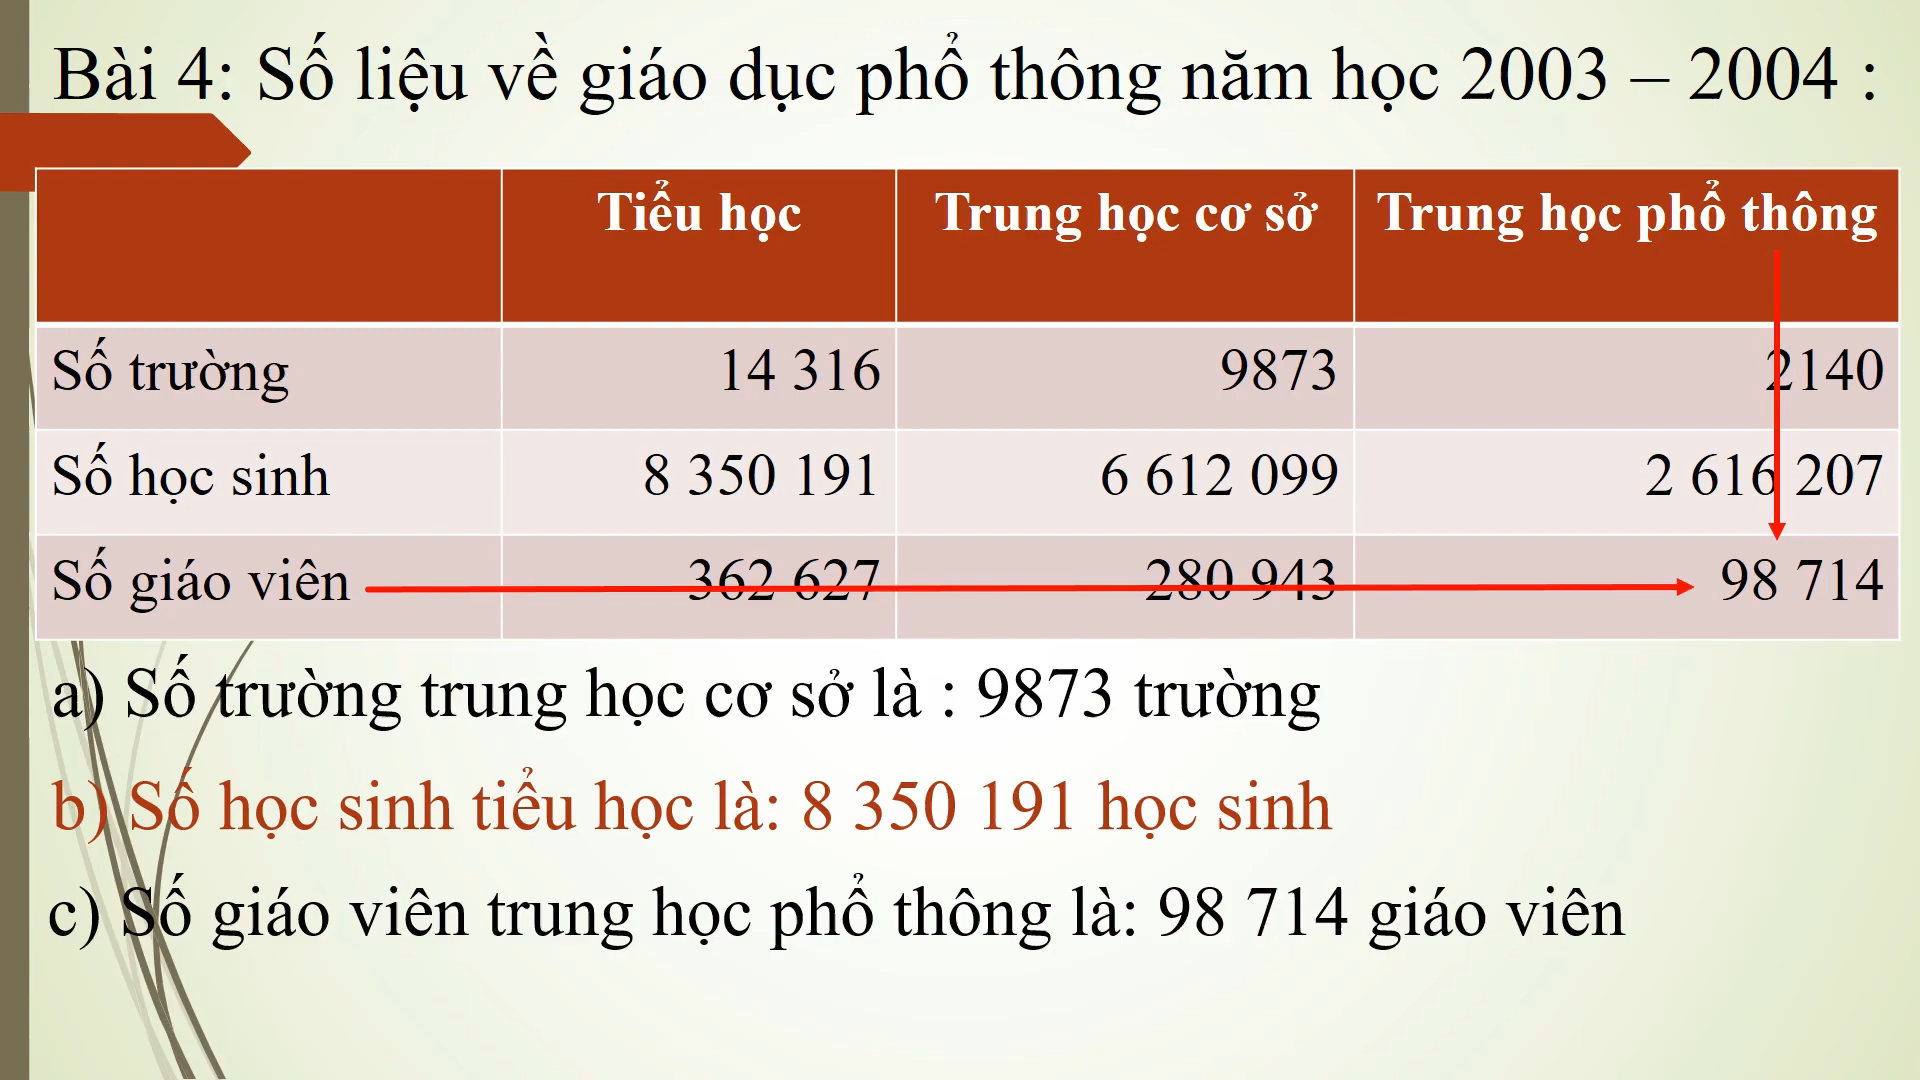 Bài 4: Số liệu về giáo dục phổ thông năm học 2003 – 2004 :
Tiểu học Trung học cơ sở Trung học phổ thông
Số trường 14 316 9873 2140
Số học sinh 8 350 191 6 612 099 2 616 207
Số giáo viên 362 627 280 943 98 714
a) Số trường trung học cơ sở là : 9873 trường
b) Số học sinh tiểu học là: 8 350 191 học sinh
c) Số giáo viên trung học phổ thông là: 98 714 giáo viên